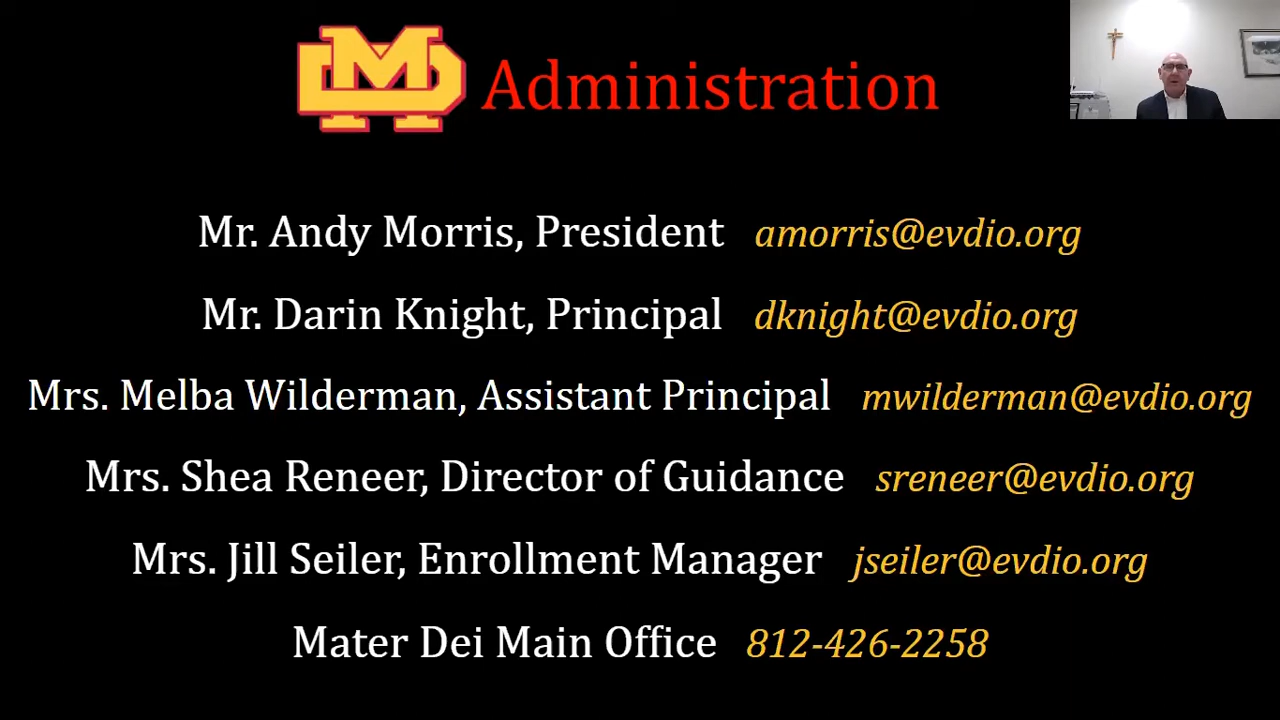 MD Administration
Mr. Andy Morris, President amorris@evdio.org
Mr. Darin Knight, Principal dknight@evdio.org
Mrs. Melba Wilderman, Assistant Principal mwilderman@evdio.org
Mrs. Shea Reneer, Director of Guidance sreneer@evdio.org
Mrs. Jill Seiler, Enrollment Manager jseiler@evdio.org
Mater Dei Main Office 812-426-2258